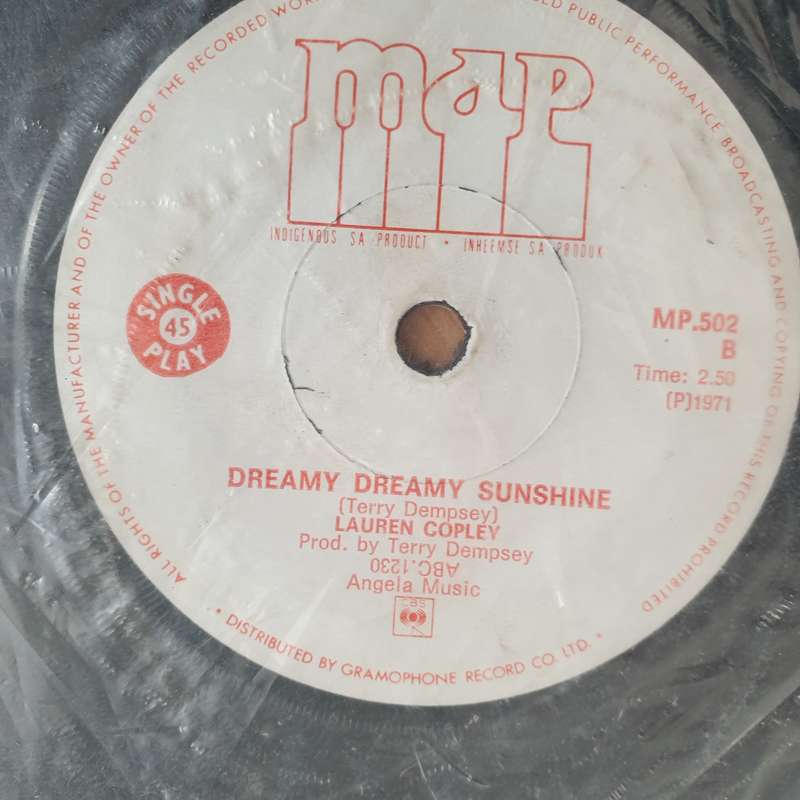 ALL RIGHTS OF THE MANUFACTURER AND OF THE OWNER OF THE RECORDED WORK
PUBLIC PERFORMANCE BROADCASTING AND COPYING OF THIS RECORD PROHIBITED
map
INDIGENOUS SA PRODUCT • INHEEMSE SA PRODUK
SINGLE
45
PLAY
MP.502
B
Time: 2.50
(P)1971
DREAMY DREAMY SUNSHINE
(Terry Dempsey)
LAUREN COPLEY
Prod. by Terry Dempsey
ABC.1230
Angela Music
CBS
• DISTRIBUTED BY GRAMOPHONE RECORD CO. LTD. •